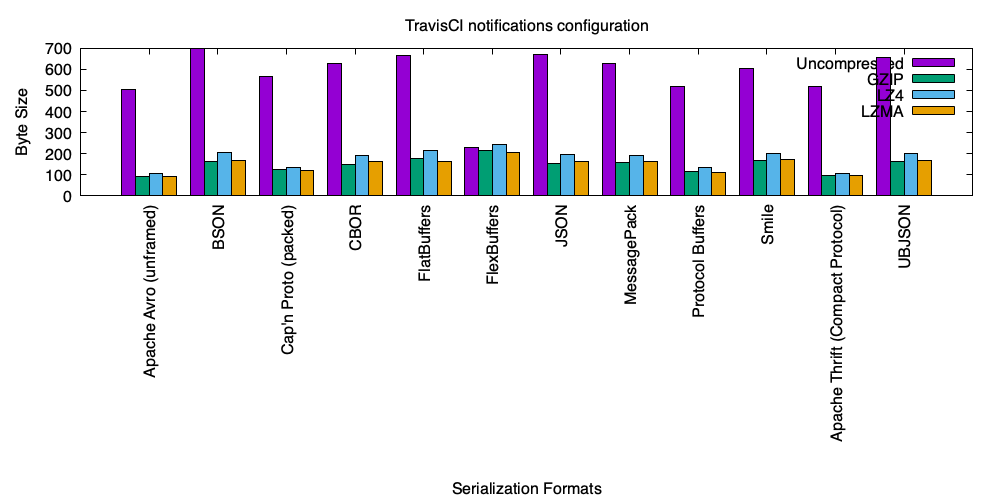 TravisCI notifications configuration
Byte Size
700
600
500
400
300
200
100
0
Uncompressed
GZIP
LZ4
LZMA
Apache Avro (unframed)
BSON
Cap'n Proto (packed)
CBOR
FlatBuffers
FlexBuffers
JSON
MessagePack
Protocol Buffers
Smile
Apache Thrift (Compact Protocol)
UBJSON
Serialization Formats